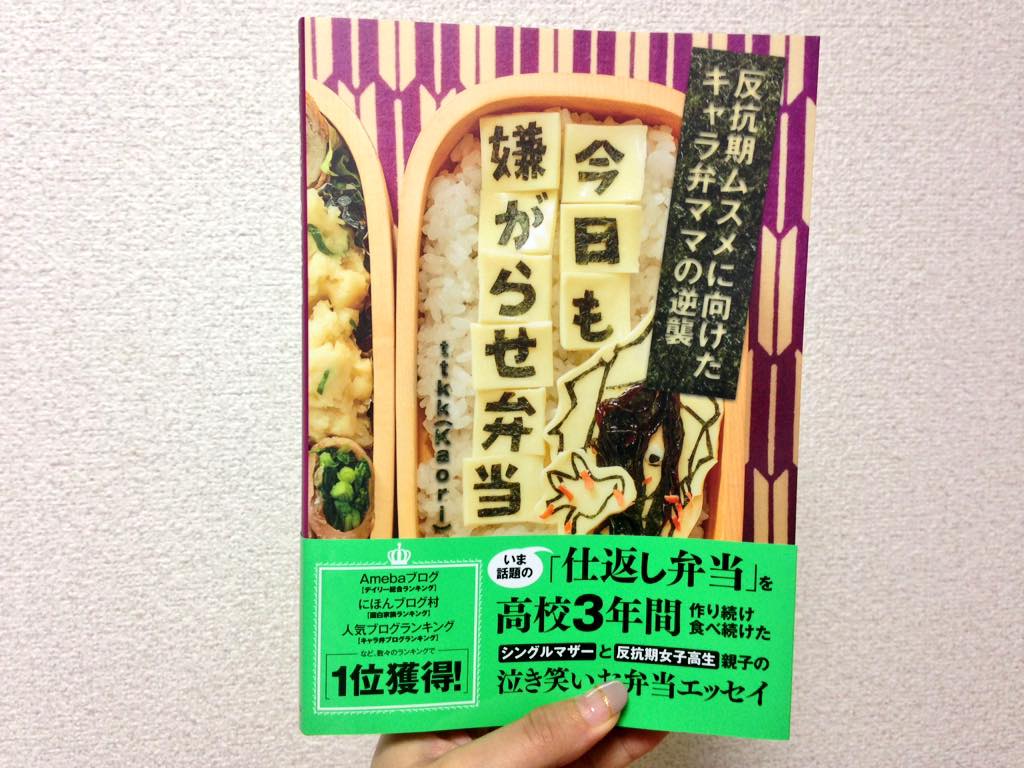 反抗期ムスメに向けた
キャラ弁ママの逆襲
今日も
嫌がらせ弁当
ttkk(Kaori)
いま
話題の
「仕返し弁当」を
高校3年間
作り続け
食べ続けた
シングルマザーと反抗期女子高生親子の
泣き笑いお弁当エッセイ
Amebaブログ
[デイリー総合ランキング]
にほんブログ村
[面白家族ランキング]
人気ブログランキング
[キャラ弁ブログランキング]
など、数々のランキングで
1位獲得!